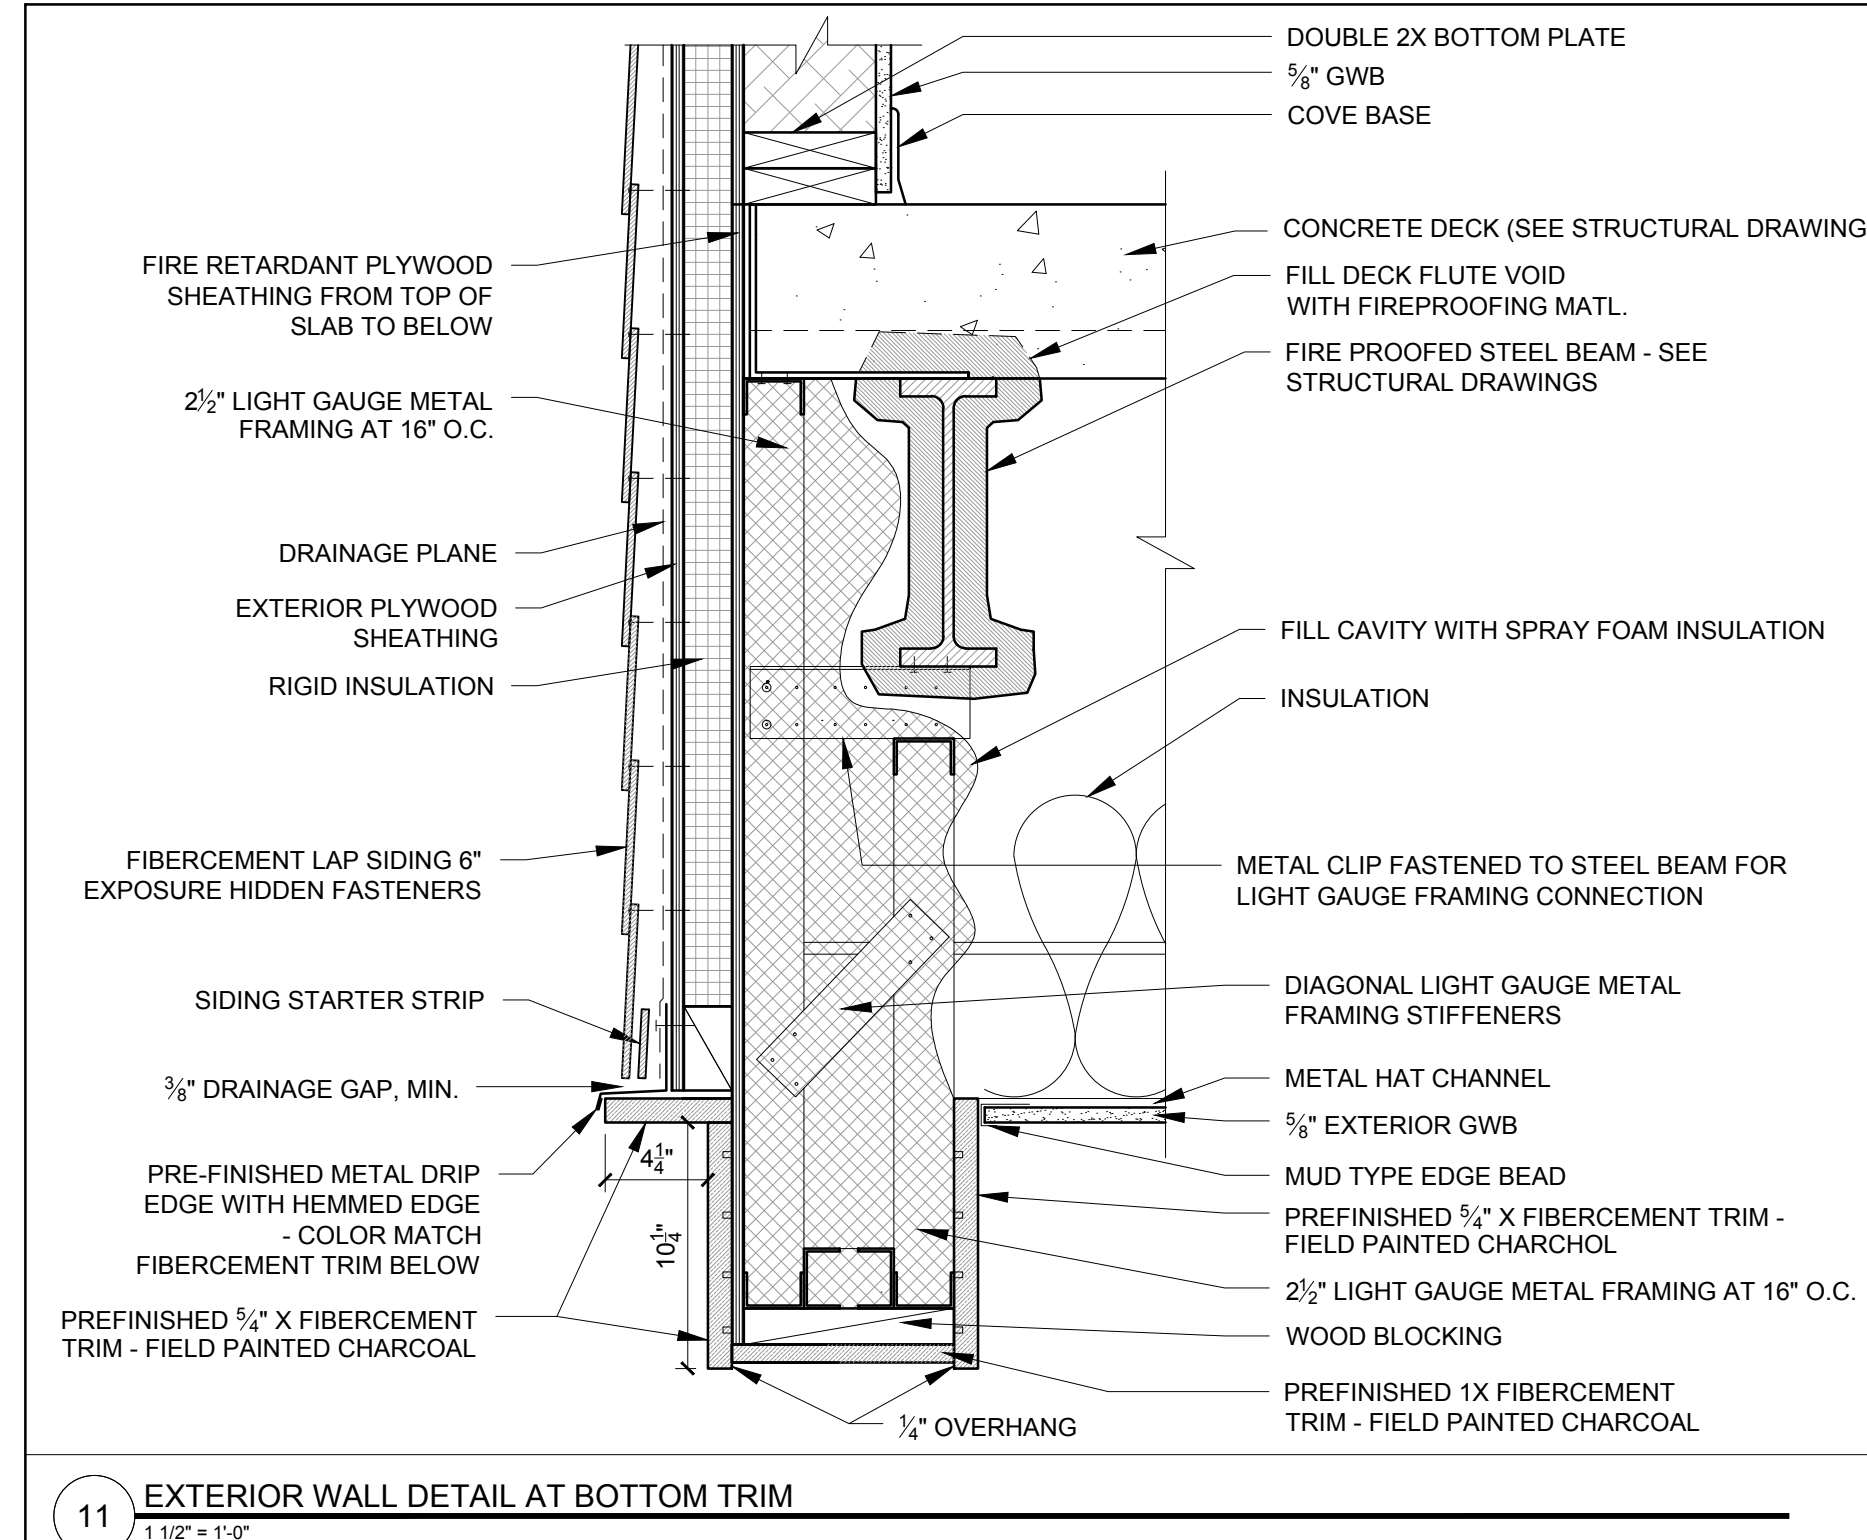 DOUBLE 2X BOTTOM PLATE
⅝" GWB
COVE BASE
CONCRETE DECK (SEE STRUCTURAL DRAWING
FILL DECK FLUTE VOID
WITH FIREPROOFING MATL.
FIRE PROOFED STEEL BEAM - SEE
STRUCTURAL DRAWINGS
FILL CAVITY WITH SPRAY FOAM INSULATION
INSULATION
METAL CLIP FASTENED TO STEEL BEAM FOR
LIGHT GAUGE FRAMING CONNECTION
DIAGONAL LIGHT GAUGE METAL
FRAMING STIFFENERS
METAL HAT CHANNEL
⅝" EXTERIOR GWB
MUD TYPE EDGE BEAD
PREFINISHED 5⁄4" X FIBERCEMENT TRIM -
FIELD PAINTED CHARCHOL
2½" LIGHT GAUGE METAL FRAMING AT 16" O.C.
WOOD BLOCKING
PREFINISHED 1X FIBERCEMENT
TRIM - FIELD PAINTED CHARCOAL
FIRE RETARDANT PLYWOOD
SHEATHING FROM TOP OF
SLAB TO BELOW
2½" LIGHT GAUGE METAL
FRAMING AT 16" O.C.
DRAINAGE PLANE
EXTERIOR PLYWOOD
SHEATHING
RIGID INSULATION
FIBERCEMENT LAP SIDING 6"
EXPOSURE HIDDEN FASTENERS
SIDING STARTER STRIP
⅜" DRAINAGE GAP, MIN.
PRE-FINISHED METAL DRIP
EDGE WITH HEMMED EDGE
- COLOR MATCH
FIBERCEMENT TRIM BELOW
PREFINISHED 5⁄4" X FIBERCEMENT
TRIM - FIELD PAINTED CHARCOAL
4¼"
10¼"
¼" OVERHANG
11
EXTERIOR WALL DETAIL AT BOTTOM TRIM
1 1/2" = 1'-0"